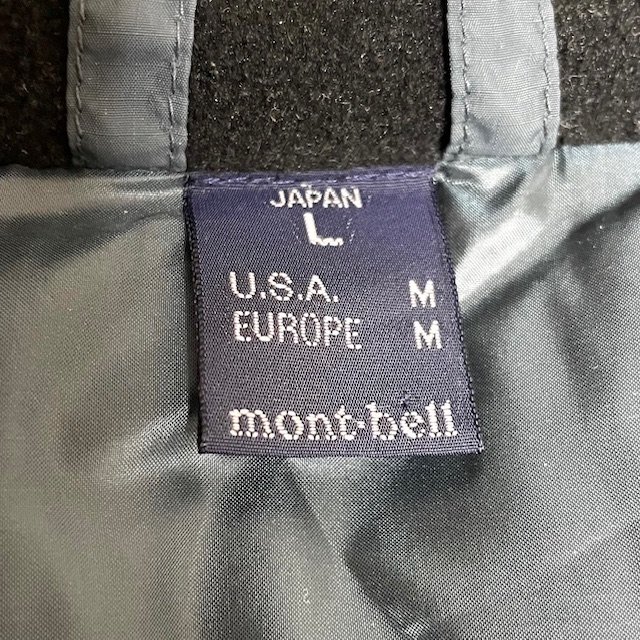 JAPAN
L
U.S.A. M
EUROPE M
mont·bell